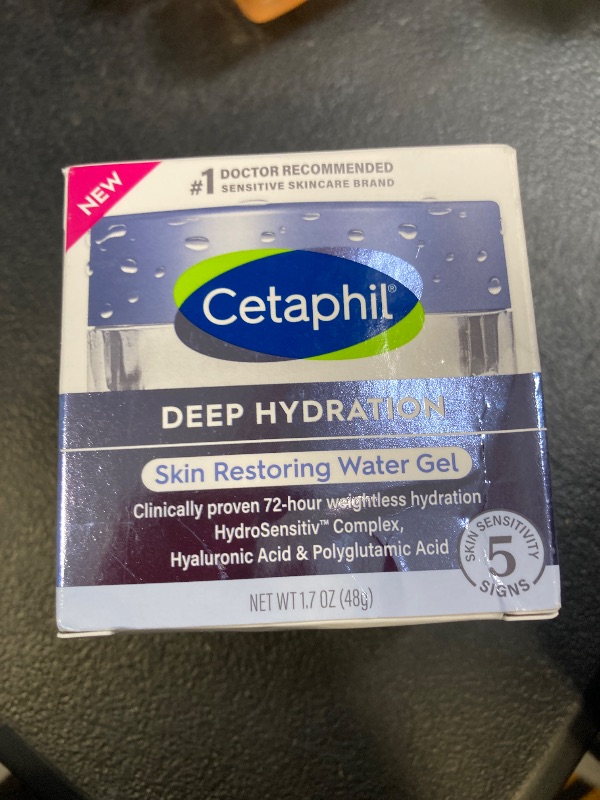 NEW
#1 DOCTOR RECOMMENDED
SENSITIVE SKINCARE BRAND
Cetaphil®
DEEP HYDRATION
Skin Restoring Water Gel
Clinically proven 72-hour weightless hydration
HydroSensitiv™ Complex,
Hyaluronic Acid & Polyglutamic Acid
SKIN SENSITIVITY
5
SIGNS
NET WT 1.7 OZ (48g)